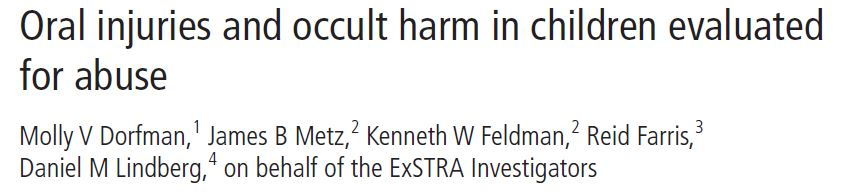 Oral injuries and occult harm in children evaluated
for abuse
Molly V Dorfman,¹ James B Metz,² Kenneth W Feldman,² Reid Farris,³
Daniel M Lindberg,⁴ on behalf of the ExSTRA Investigators